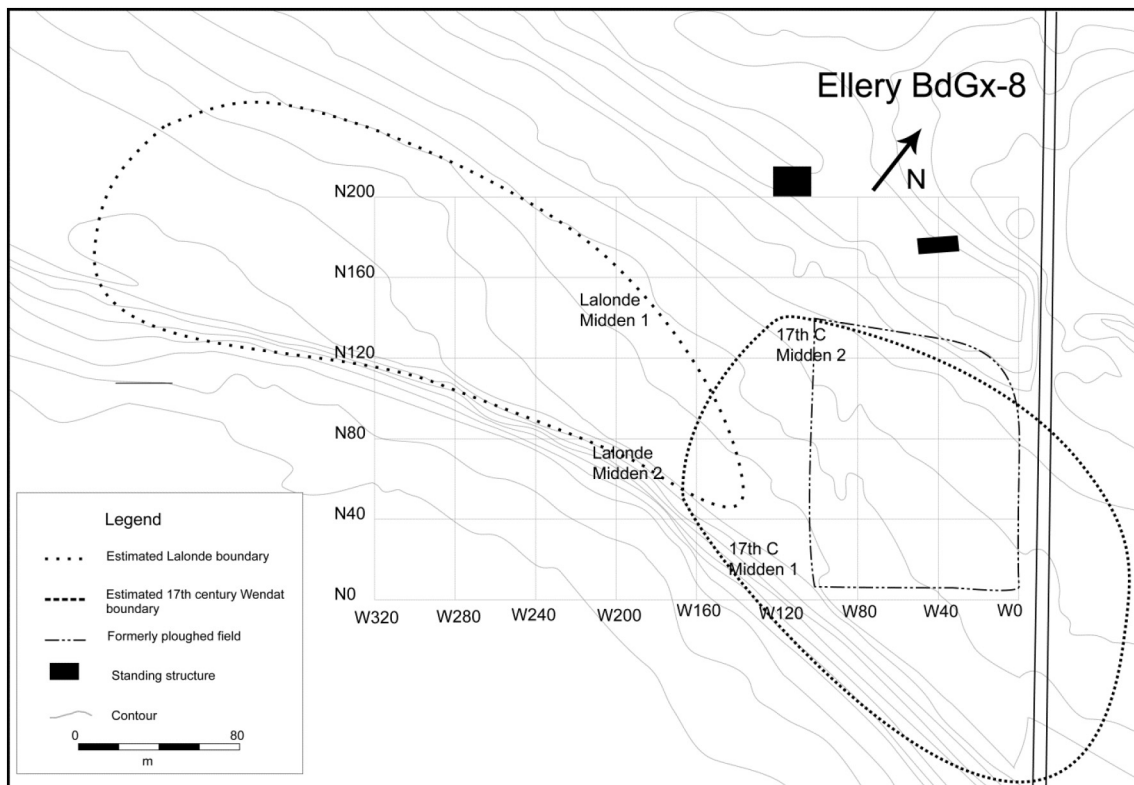 Ellery BdGx-8
N
N200
N160
Lalonde
Midden 1
17th C
Midden 2
N120
N80
Lalonde
Midden 2
N40
17th C
Midden 1
N0
W320
W280
W240
W200
W160
W120
W80
W40
W0
Legend
Estimated Lalonde boundary
Estimated 17th century Wendat
boundary
Formerly ploughed field
Standing structure
Contour
0
80
m